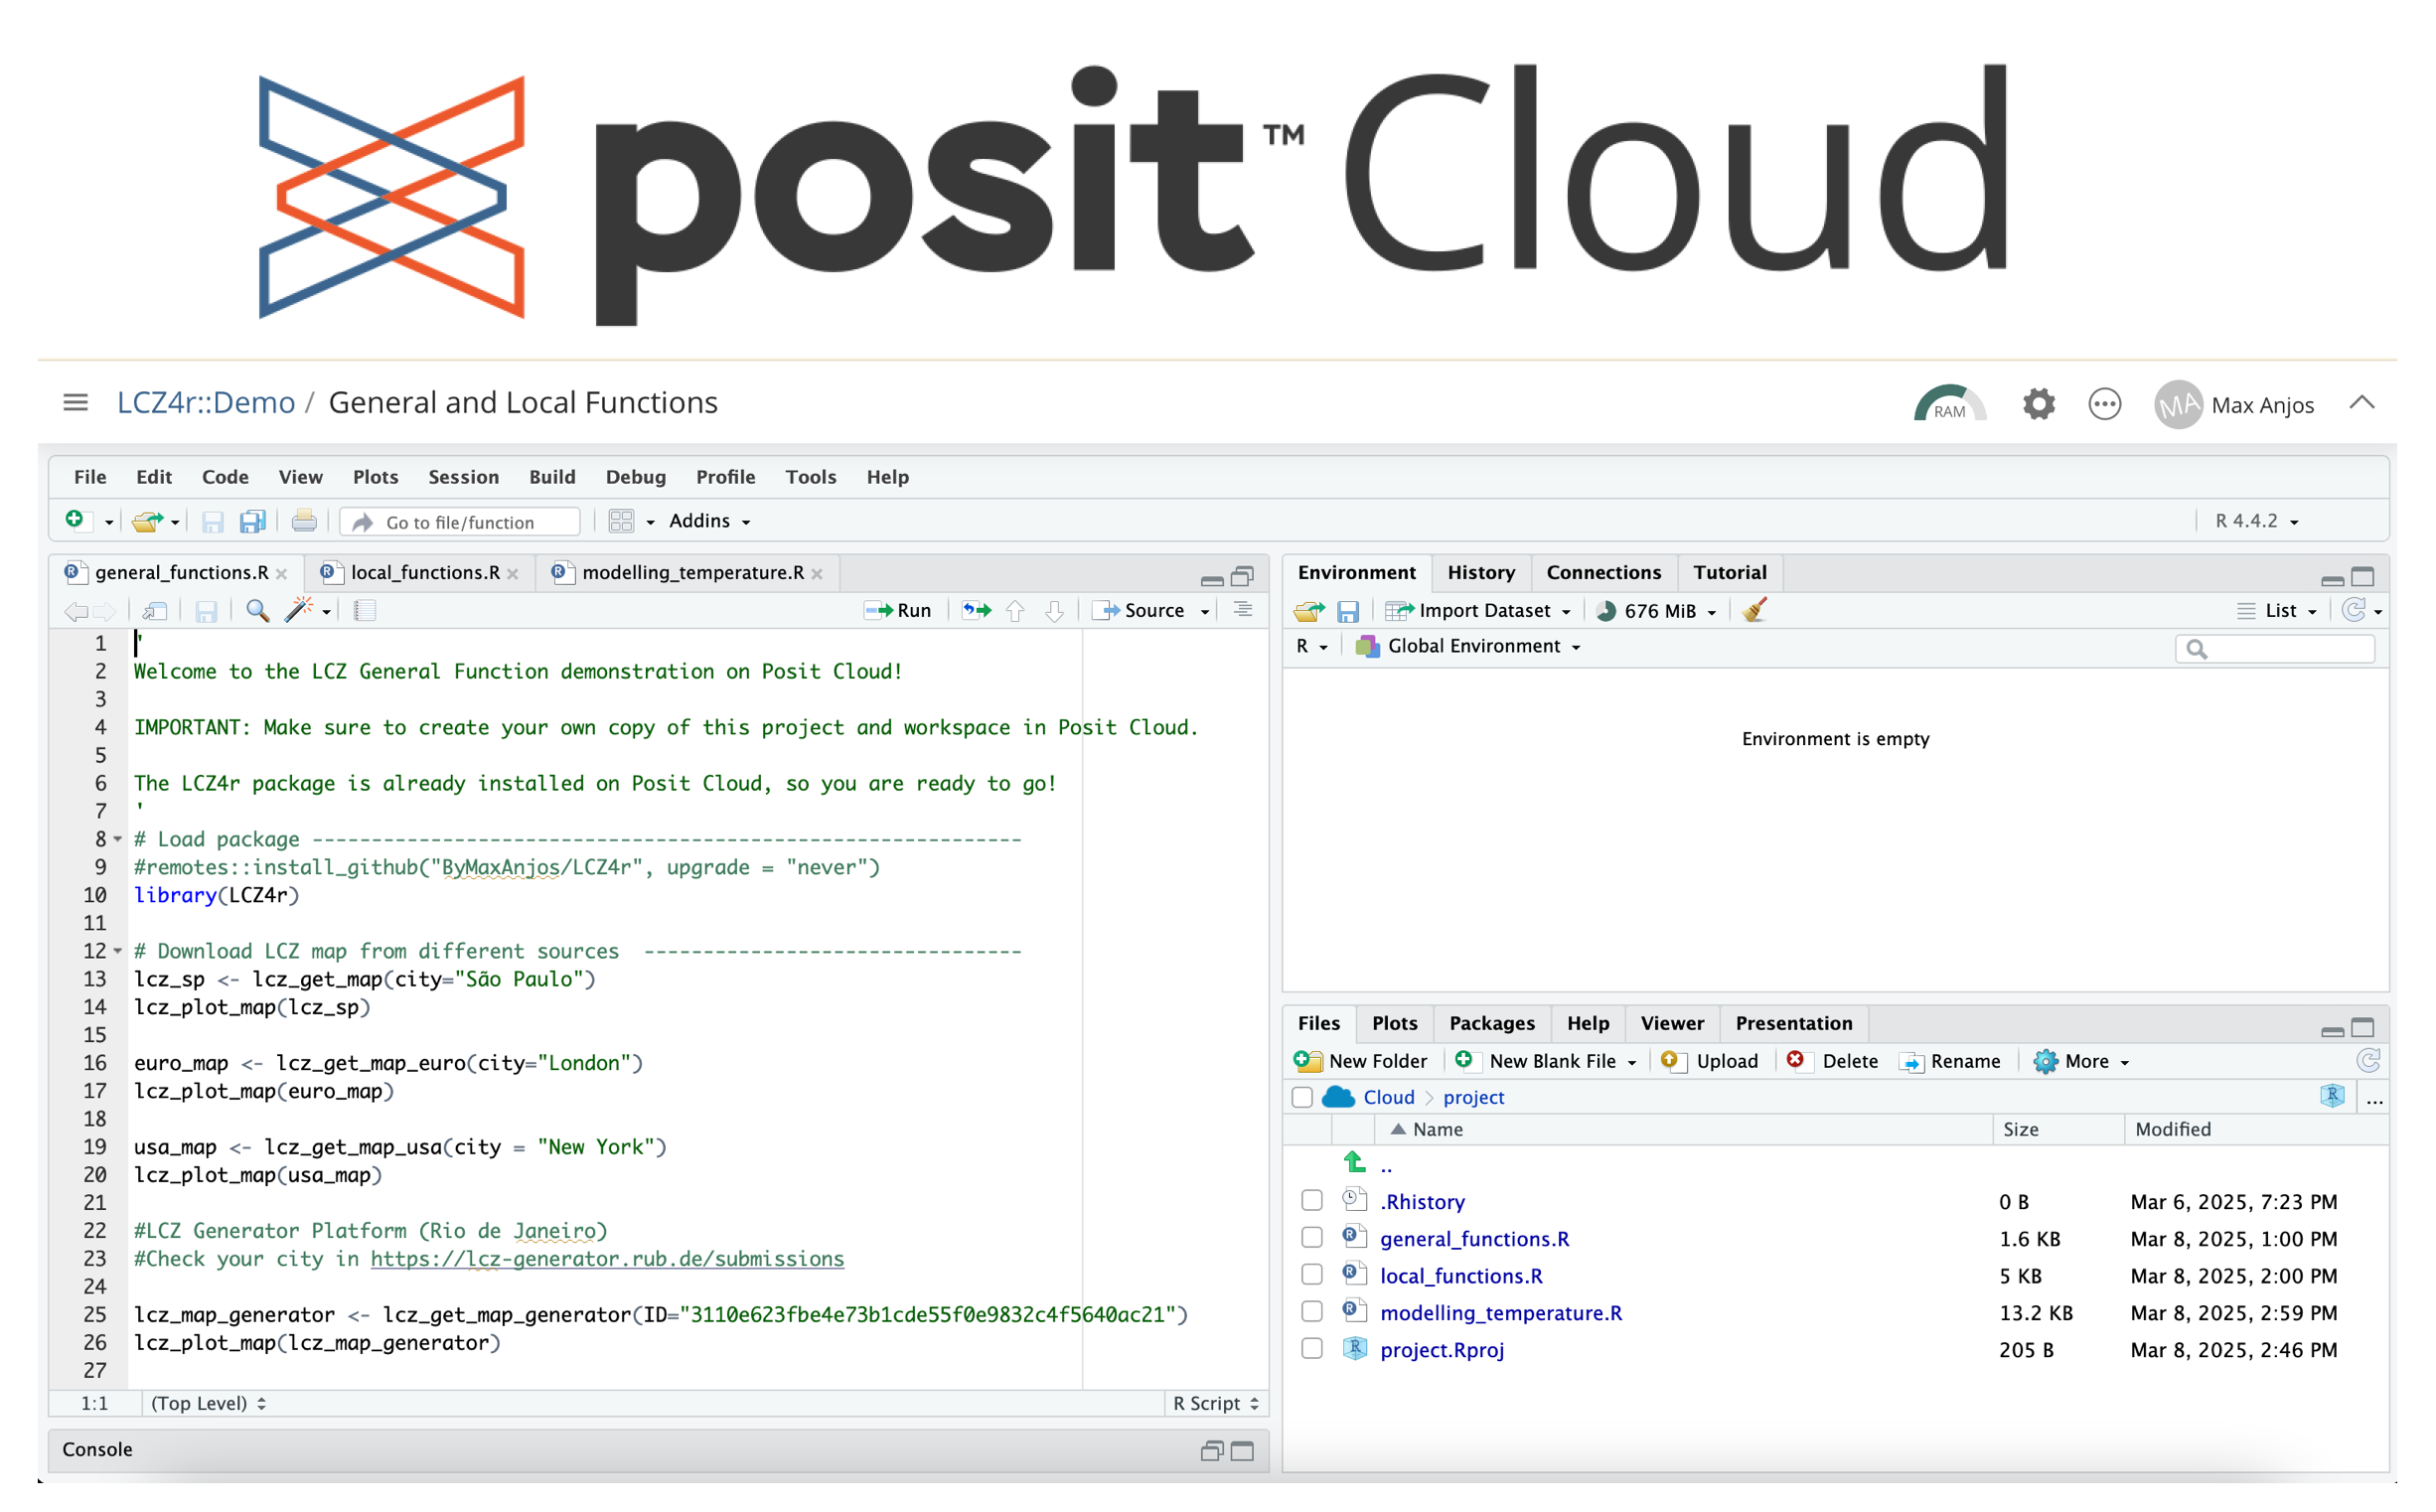 posit™ Cloud
LCZ4r::Demo / General and Local Functions
RAM
MA Max Anjos
File Edit Code View Plots Session Build Debug Profile Tools Help
Go to file/function Addins R 4.4.2
general_functions.R local_functions.R modelling_temperature.R
Run Source
1 '
2 Welcome to the LCZ General Function demonstration on Posit Cloud!
3
4 IMPORTANT: Make sure to create your own copy of this project and workspace in Posit Cloud.
5
6 The LCZ4r package is already installed on Posit Cloud, so you are ready to go!
7 '
8 # Load package ------------------------------------------------------------
9 #remotes::install_github("ByMaxAnjos/LCZ4r", upgrade = "never")
10 library(LCZ4r)
11
12 # Download LCZ map from different sources  --------------------------------
13 lcz_sp <- lcz_get_map(city="São Paulo")
14 lcz_plot_map(lcz_sp)
15
16 euro_map <- lcz_get_map_euro(city="London")
17 lcz_plot_map(euro_map)
18
19 usa_map <- lcz_get_map_usa(city = "New York")
20 lcz_plot_map(usa_map)
21
22 #LCZ Generator Platform (Rio de Janeiro)
23 #Check your city in https://lcz-generator.rub.de/submissions
24
25 lcz_map_generator <- lcz_get_map_generator(ID="3110e623fbe4e73b1cde55f0e9832c4f5640ac21")
26 lcz_plot_map(lcz_map_generator)
27
1:1 (Top Level) R Script
Console
Environment History Connections Tutorial
Import Dataset 676 MiB List
R Global Environment
Environment is empty
Files Plots Packages Help Viewer Presentation
New Folder New Blank File Upload Delete Rename More
Cloud project ...
Name Size Modified
..
.Rhistory 0 B Mar 6, 2025, 7:23 PM
general_functions.R 1.6 KB Mar 8, 2025, 1:00 PM
local_functions.R 5 KB Mar 8, 2025, 2:00 PM
modelling_temperature.R 13.2 KB Mar 8, 2025, 2:59 PM
project.Rproj 205 B Mar 8, 2025, 2:46 PM